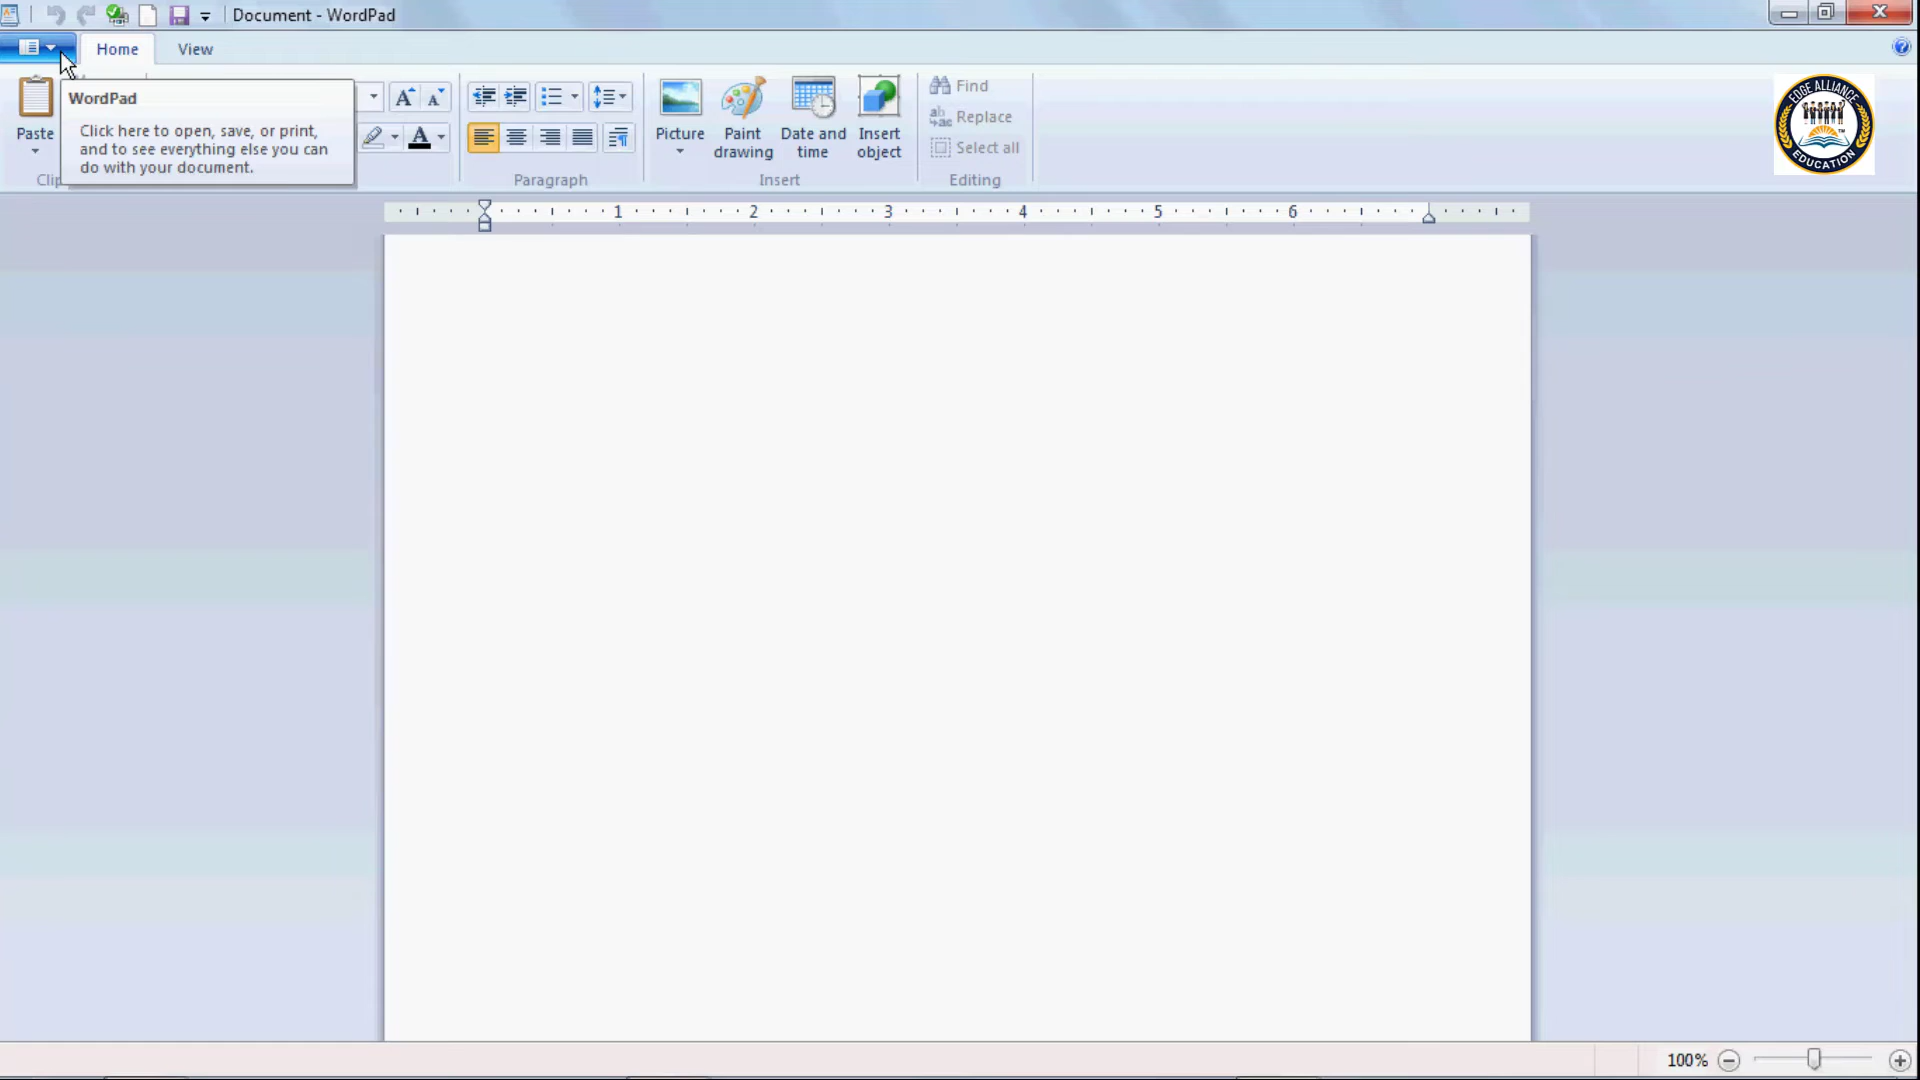 Document - WordPad
Home View
WordPad
Click here to open, save, or print,
and to see everything else you can
do with your document.
Paste
Picture
Paint
drawing
Date and
time
Insert
object
Find
Replace
Select all
Paragraph
Insert
Editing
EDGE ALLIANCE
EDUCATION
1 2 3 4 5 6
100%